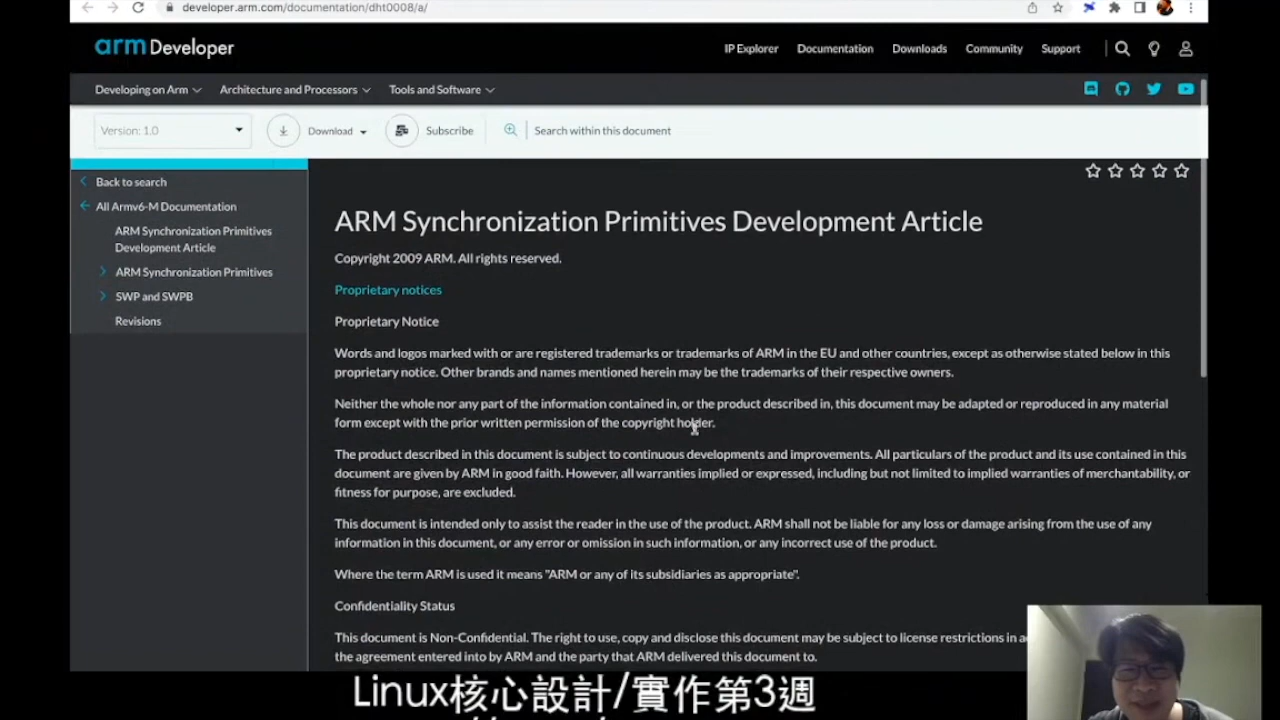 developer.arm.com/documentation/dht0008/a/
arm Developer
IP Explorer Documentation Downloads Community Support
Developing on Arm Architecture and Processors Tools and Software
Version: 1.0 Download Subscribe Search within this document
Back to search
All Armv6-M Documentation
ARM Synchronization Primitives
Development Article
ARM Synchronization Primitives
SWP and SWPB
Revisions
ARM Synchronization Primitives Development Article
Copyright 2009 ARM. All rights reserved.
Proprietary notices
Proprietary Notice
Words and logos marked with or are registered trademarks or trademarks of ARM in the EU and other countries, except as otherwise stated below in this
proprietary notice. Other brands and names mentioned herein may be the trademarks of their respective owners.
Neither the whole nor any part of the information contained in, or the product described in, this document may be adapted or reproduced in any material
form except with the prior written permission of the copyright holder.
The product described in this document is subject to continuous developments and improvements. All particulars of the product and its use contained in this
document are given by ARM in good faith. However, all warranties implied or expressed, including but not limited to implied warranties of merchantability, or
fitness for purpose, are excluded.
This document is intended only to assist the reader in the use of the product. ARM shall not be liable for any loss or damage arising from the use of any
information in this document, or any error or omission in such information, or any incorrect use of the product.
Where the term ARM is used it means "ARM or any of its subsidiaries as appropriate".
Confidentiality Status
This document is Non-Confidential. The right to use, copy and disclose this document may be subject to license restrictions in
the agreement entered into by ARM and the party that ARM delivered this document to.
Linux核心設計/實作第3週